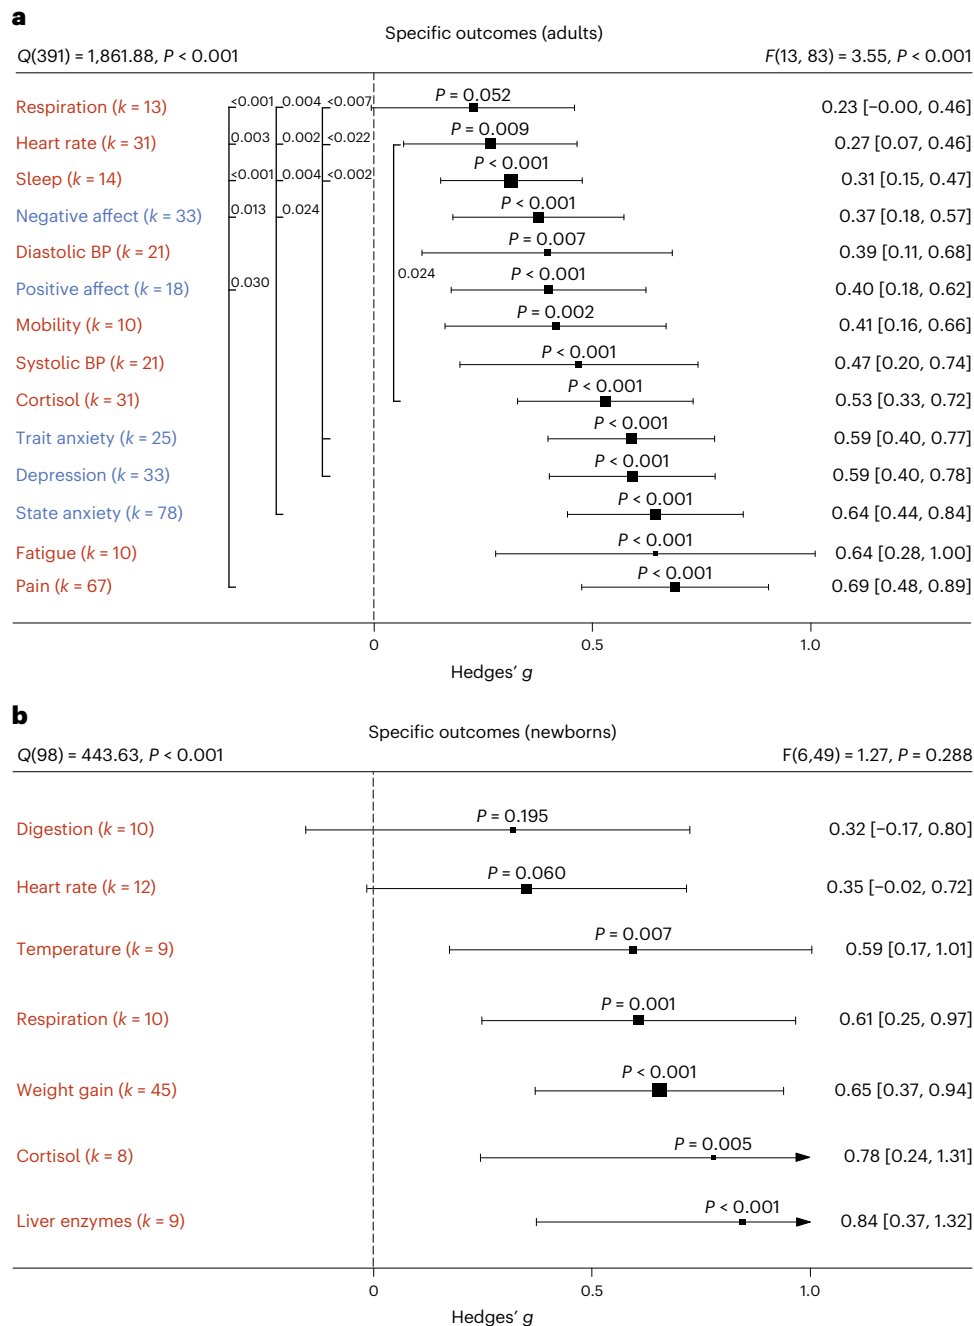 a
Specific outcomes (adults)
Q(391) = 1,861.88, P < 0.001 F(13, 83) = 3.55, P < 0.001
Respiration (k = 13) <0.001 0.004 <0.007 P = 0.052 0.23 [−0.00, 0.46]
Heart rate (k = 31) 0.003 0.002 <0.022 P = 0.009 0.27 [0.07, 0.46]
Sleep (k = 14) <0.001 0.004 <0.002 P < 0.001 0.31 [0.15, 0.47]
Negative affect (k = 33) 0.013 0.024 P < 0.001 0.37 [0.18, 0.57]
Diastolic BP (k = 21) P = 0.007 0.39 [0.11, 0.68]
0.024
Positive affect (k = 18) 0.030 P < 0.001 0.40 [0.18, 0.62]
Mobility (k = 10) P = 0.002 0.41 [0.16, 0.66]
Systolic BP (k = 21) P < 0.001 0.47 [0.20, 0.74]
Cortisol (k = 31) P < 0.001 0.53 [0.33, 0.72]
Trait anxiety (k = 25) P < 0.001 0.59 [0.40, 0.77]
Depression (k = 33) P < 0.001 0.59 [0.40, 0.78]
State anxiety (k = 78) P < 0.001 0.64 [0.44, 0.84]
Fatigue (k = 10) P < 0.001 0.64 [0.28, 1.00]
Pain (k = 67) P < 0.001 0.69 [0.48, 0.89]
0 0.5 1.0
Hedges’ g
b
Specific outcomes (newborns)
Q(98) = 443.63, P < 0.001 F(6,49) = 1.27, P = 0.288
Digestion (k = 10) P = 0.195 0.32 [−0.17, 0.80]
Heart rate (k = 12) P = 0.060 0.35 [−0.02, 0.72]
Temperature (k = 9) P = 0.007 0.59 [0.17, 1.01]
Respiration (k = 10) P = 0.001 0.61 [0.25, 0.97]
Weight gain (k = 45) P < 0.001 0.65 [0.37, 0.94]
Cortisol (k = 8) P = 0.005 0.78 [0.24, 1.31]
Liver enzymes (k = 9) P < 0.001 0.84 [0.37, 1.32]
0 0.5 1.0
Hedges’ g